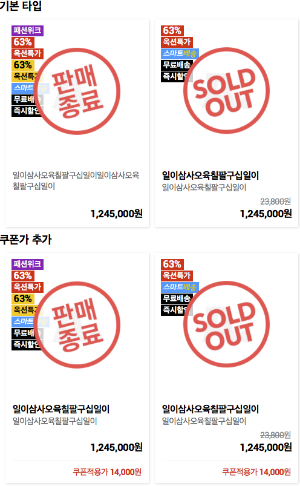 기본 타입
패션위크
63%
옥션특가
63%
옥션특가
스마트
무료배송
즉시할인
판매
종료
일이삼사오육칠팔구십일이일이삼사오육
칠팔구십일이
1,245,000원
63%
옥션특가
스마트배송
무료배송
즉시할인
SOLD
OUT
일이삼사오육칠팔구십일이
일이삼사오육칠팔구십일이
23,800원
1,245,000원
쿠폰가 추가
패션위크
63%
옥션특가
63%
옥션특가
스마트
무료배송
즉시할인
판매
종료
일이삼사오육칠팔구십일이
일이삼사오육칠팔구십일이
1,245,000원
쿠폰적용가 14,000원
63%
옥션특가
스마트배송
무료배송
즉시할인
SOLD
OUT
일이삼사오육칠팔구십일이
일이삼사오육칠팔구십일이
23,800원
1,245,000원
쿠폰적용가 14,000원